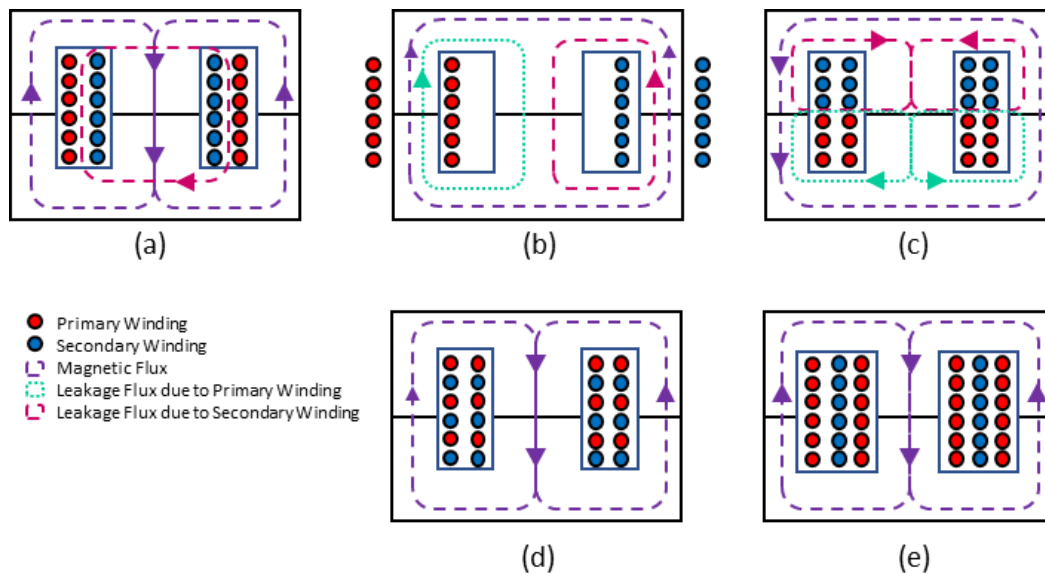 (a)
(b)
(c)
Primary Winding
Secondary Winding
Magnetic Flux
Leakage Flux due to Primary Winding
Leakage Flux due to Secondary Winding
(d)
(e)